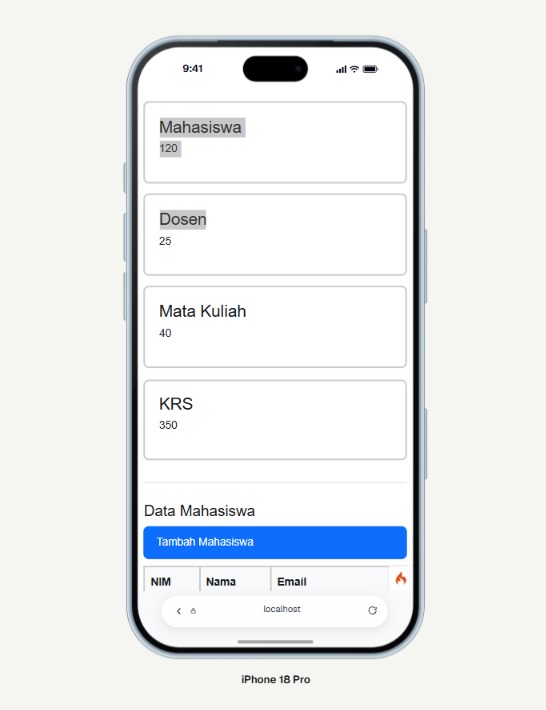 9:41
Mahasiswa
120
Dosen
25
Mata Kuliah
40
KRS
350
Data Mahasiswa
Tambah Mahasiswa
NIM Nama Email
localhost
iPhone 18 Pro